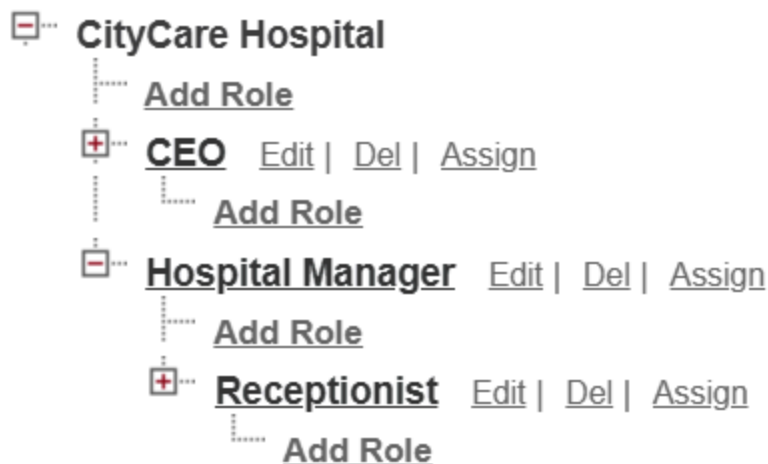 CityCare Hospital
Add Role
CEO Edit | Del | Assign
Add Role
Hospital Manager Edit | Del | Assign
Add Role
Receptionist Edit | Del | Assign
Add Role